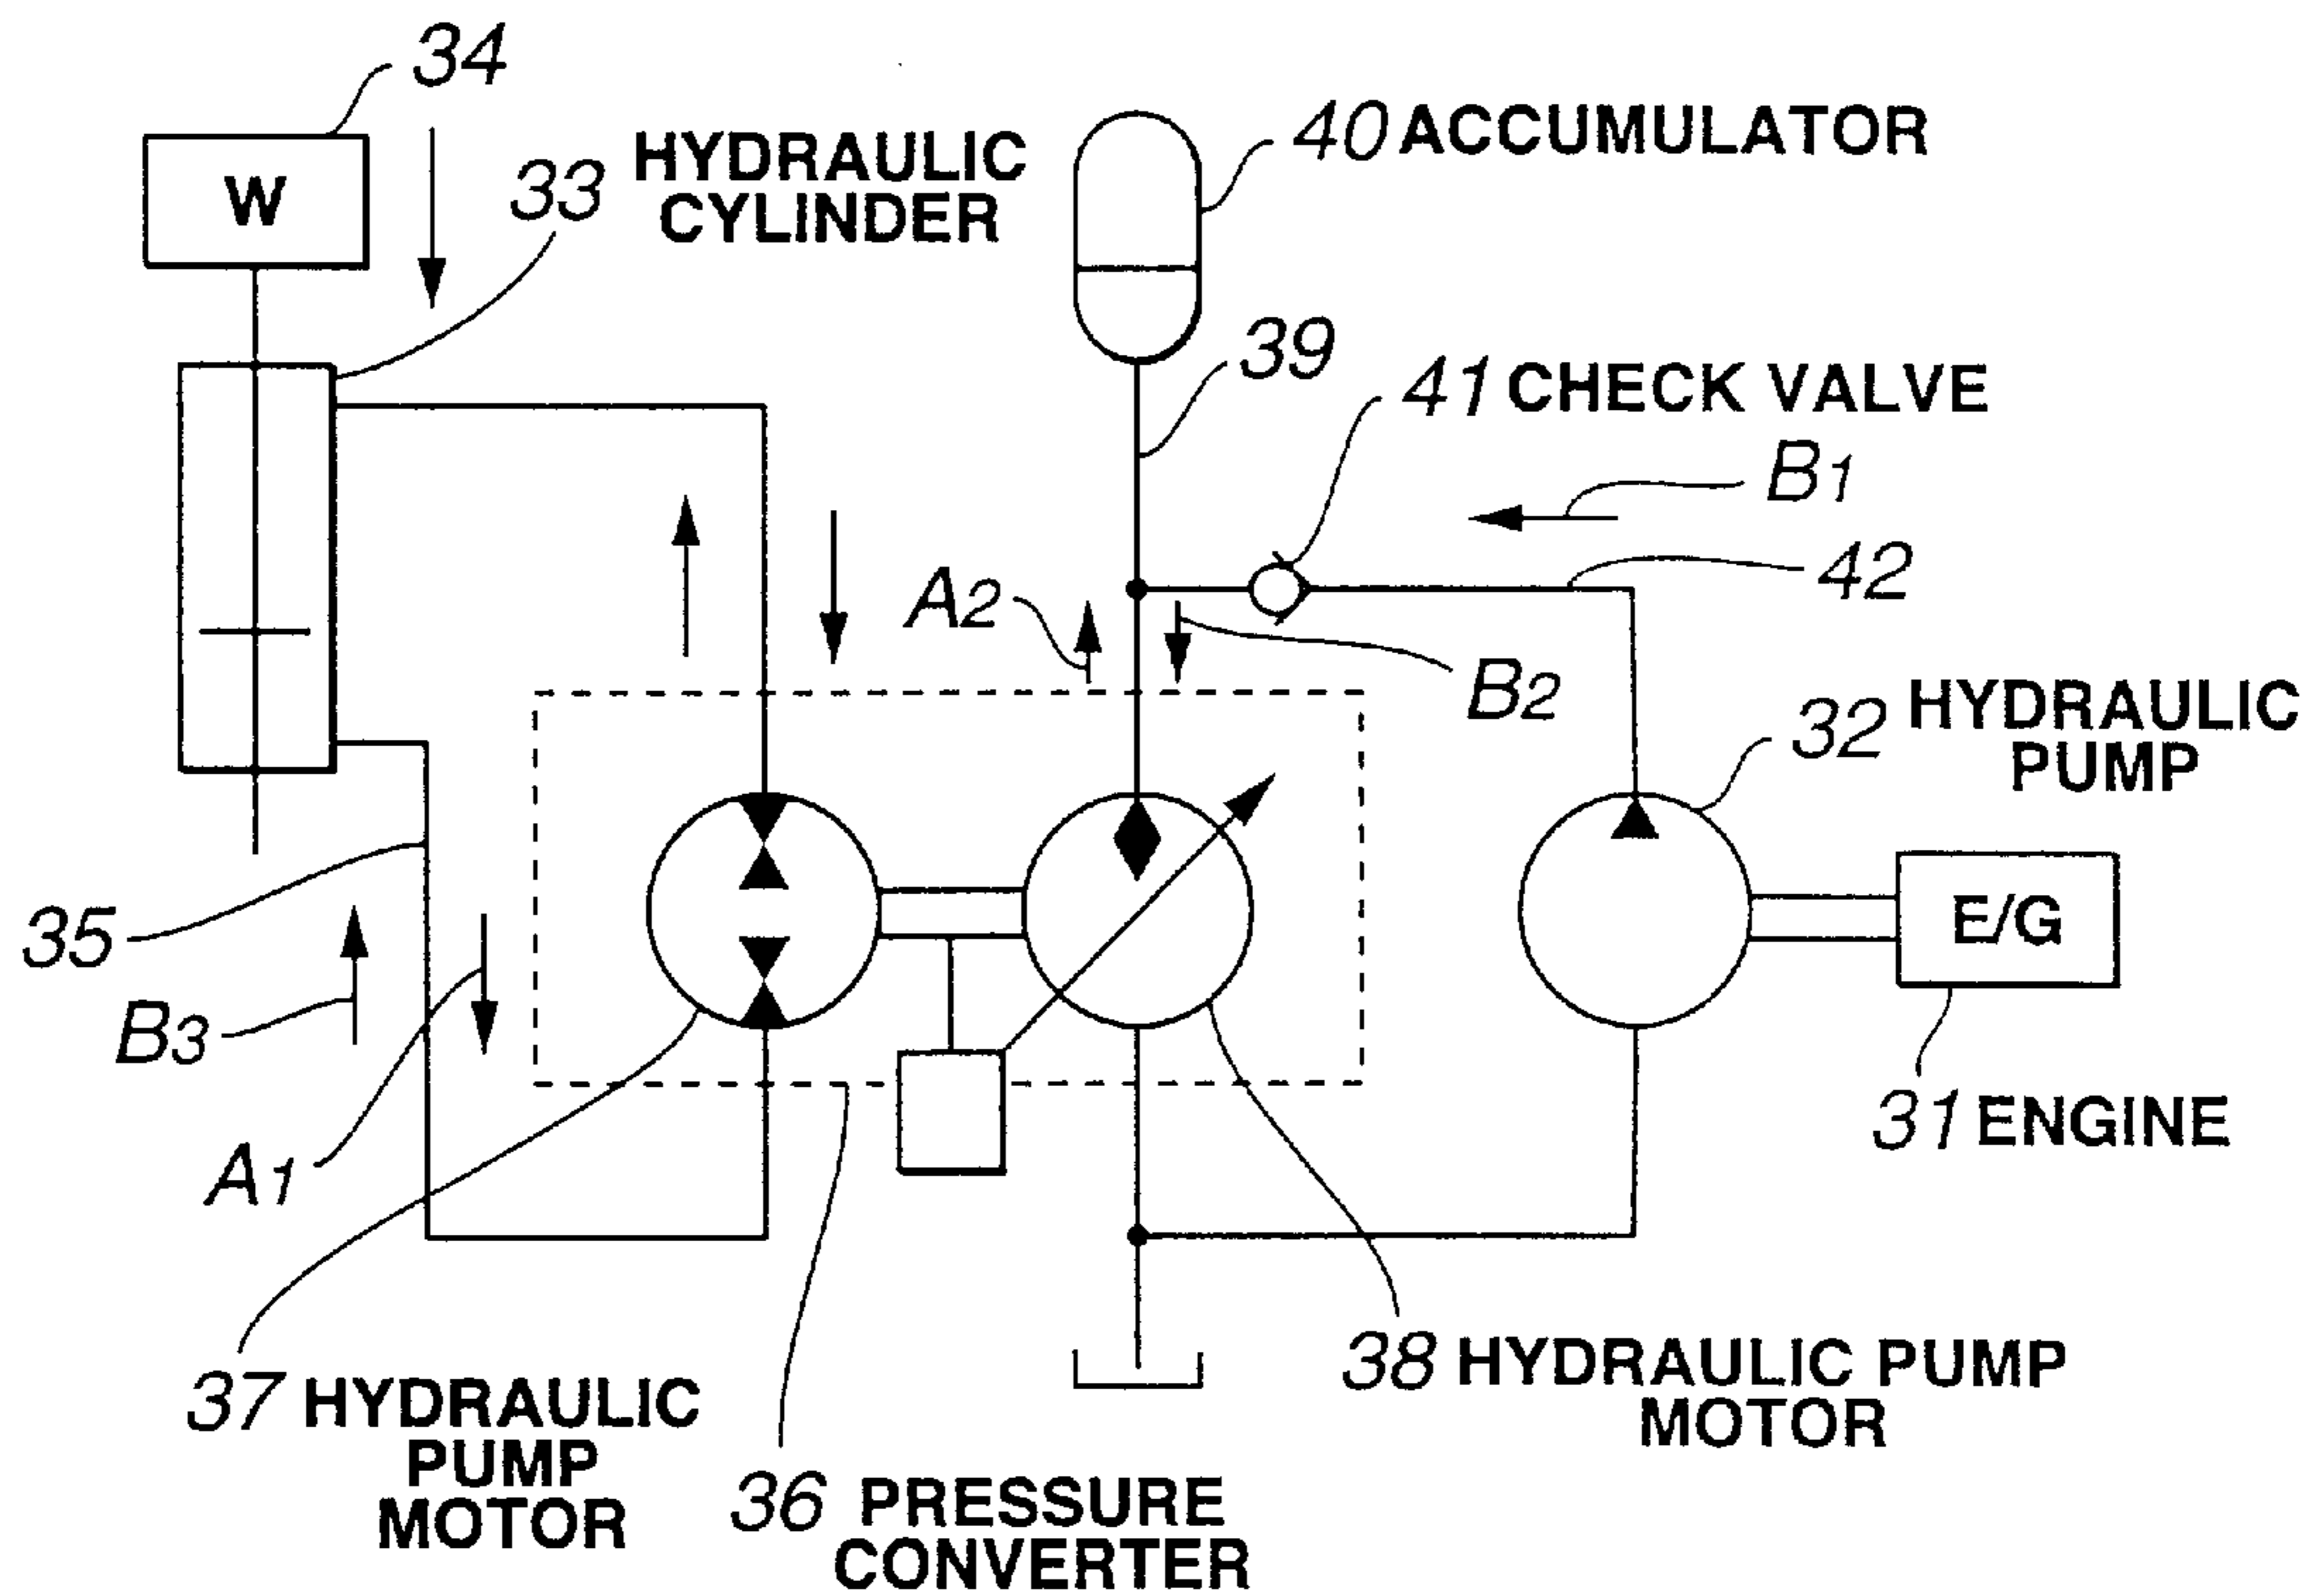 34
W
33 HYDRAULIC
CYLINDER
40 ACCUMULATOR
39
41 CHECK VALVE
B1
42
A2
B2
32 HYDRAULIC
PUMP
E/G
35
B3
31 ENGINE
A1
38 HYDRAULIC PUMP
MOTOR
37 HYDRAULIC
PUMP
MOTOR
36 PRESSURE
CONVERTER